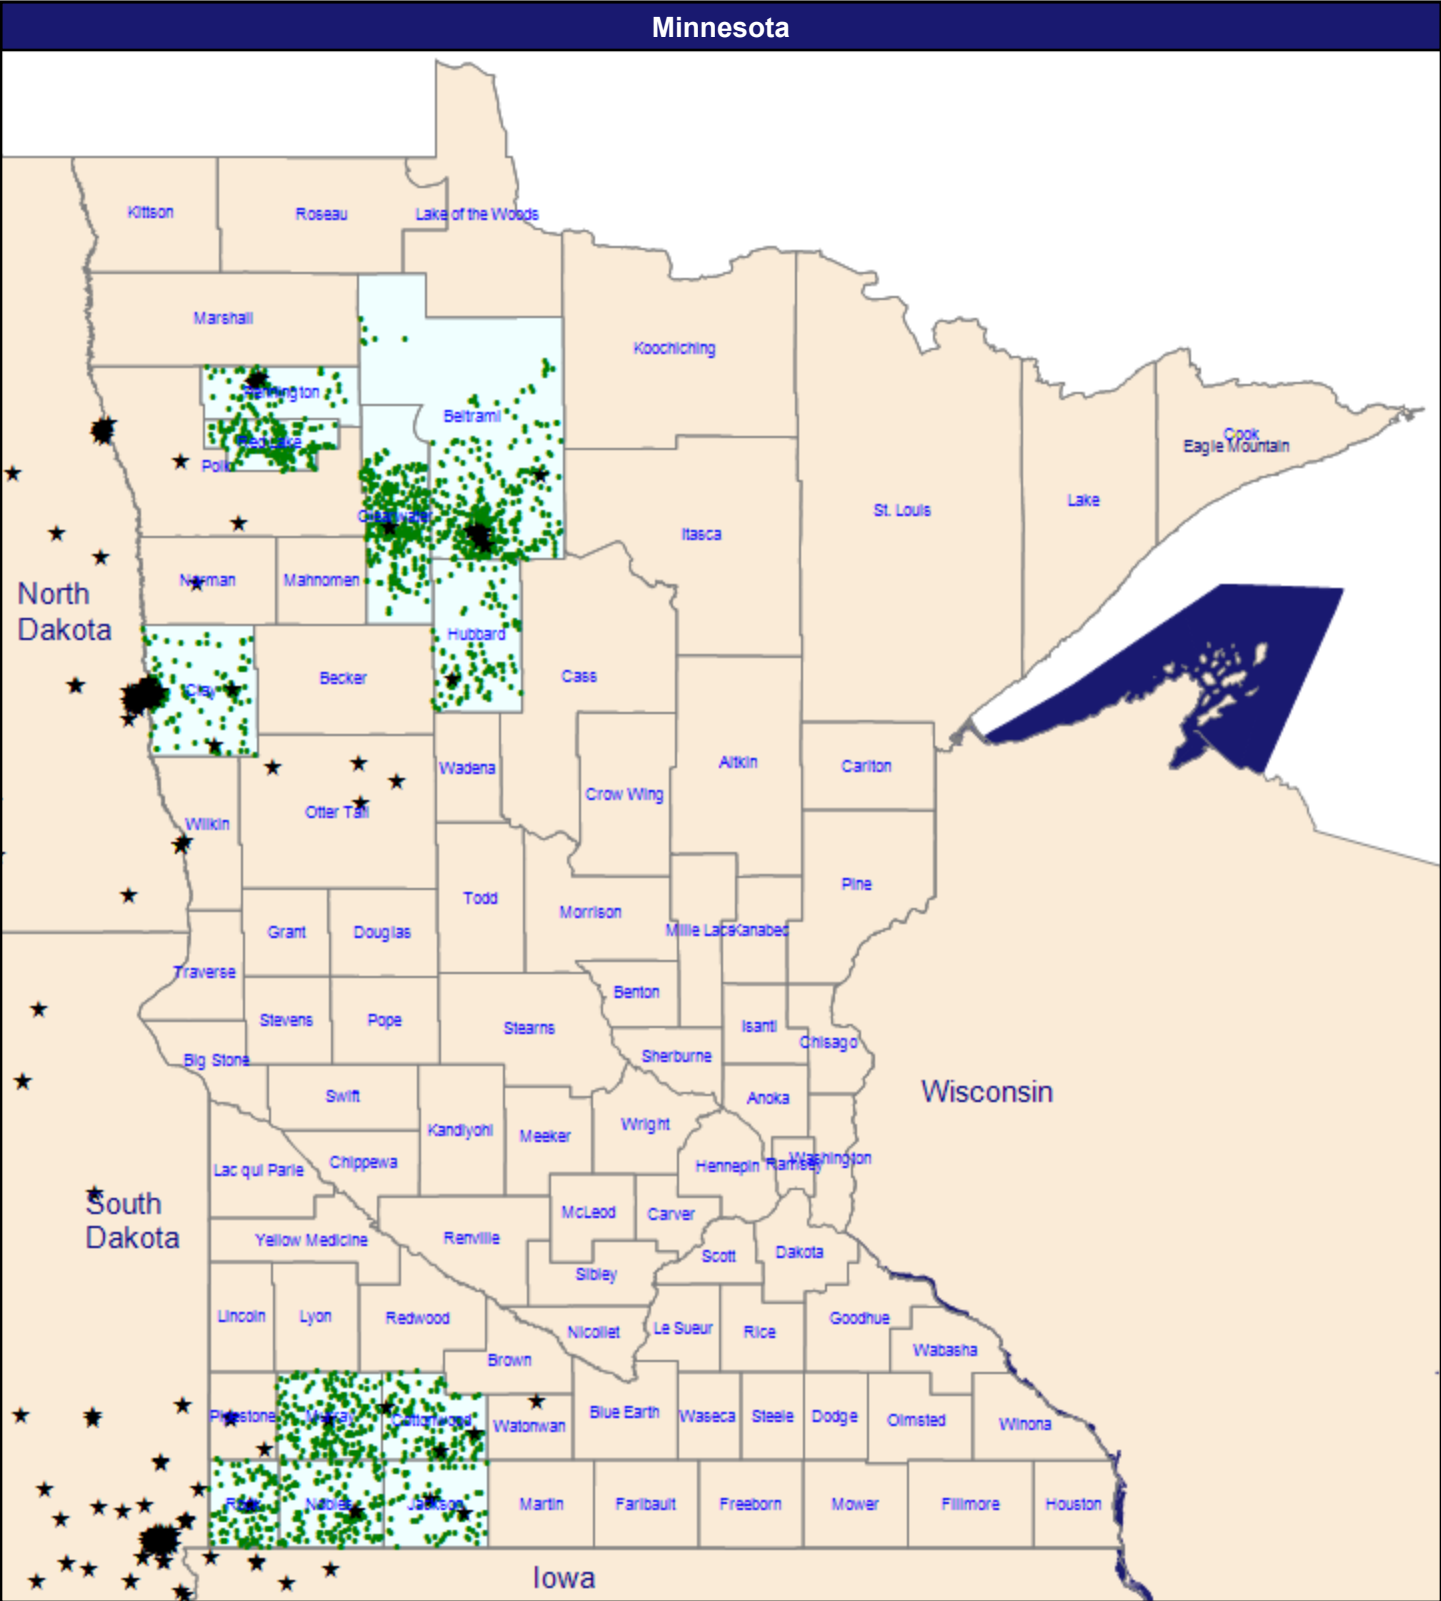 Minnesota
Kittson
Roseau
Lake of the Woods
Marshall
Koochiching
Pennington
Beltrami
Red Lake
Polk
Cook
Eagle Mountain
Lake
St. Louis
Clearwater
Itasca
Norman
Mahnomen
North
Dakota
Hubbard
Clay
Becker
Cass
Wadena
Aitkin
Carlton
Crow Wing
Otter Tail
Wilkin
Pine
Todd
Morrison
Grant
Douglas
Mille Lacs
Kanabec
Traverse
Benton
Stevens
Pope
Stearns
Isanti
Chisago
Big Stone
Sherburne
Swift
Anoka
Wisconsin
Kandiyohi
Meeker
Wright
Lac qui Parle
Chippewa
Hennepin
Ramsey
Washington
South
Dakota
McLeod
Carver
Yellow Medicine
Renville
Scott
Dakota
Sibley
Lincoln
Lyon
Redwood
Nicollet
Le Sueur
Rice
Goodhue
Wabasha
Brown
Pipestone
Murray
Cottonwood
Watonwan
Blue Earth
Waseca
Steele
Dodge
Olmsted
Winona
Rock
Nobles
Jackson
Martin
Faribault
Freeborn
Mower
Fillmore
Houston
Iowa